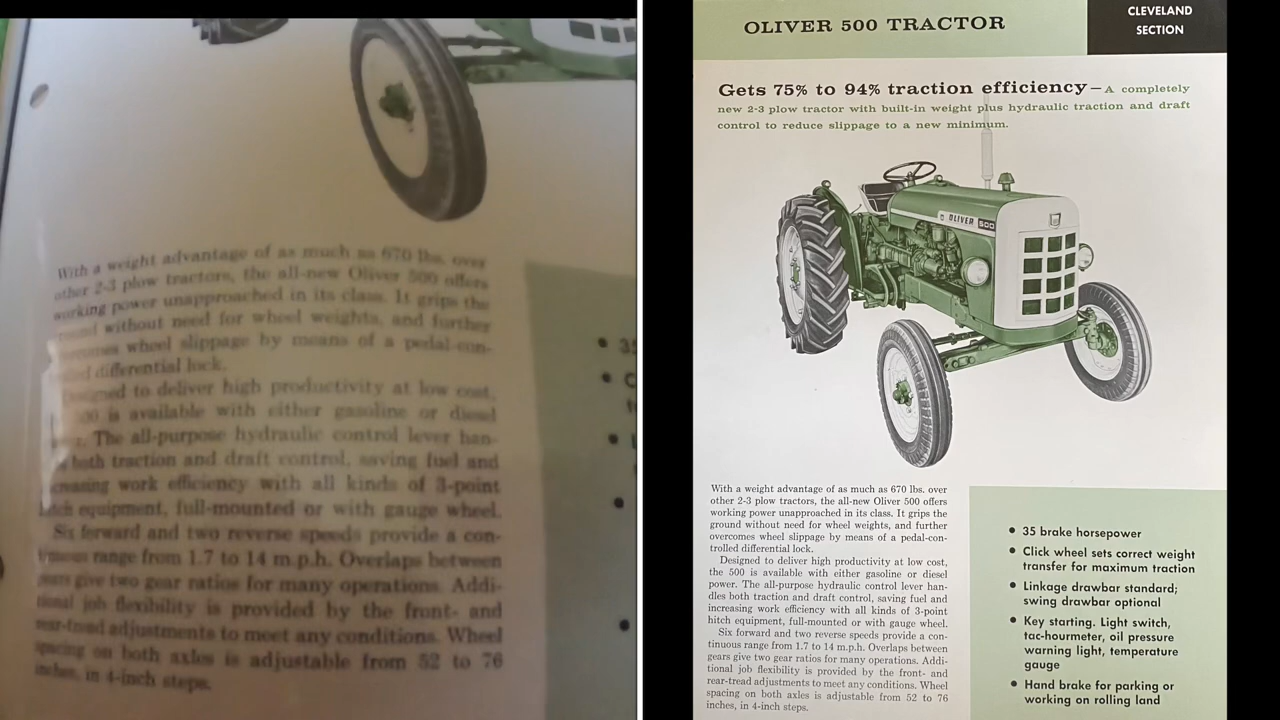 With a weight advantage of as much as 670 lbs. over
other 2-3 plow tractors, the all-new Oliver 500 offers
working power unapproached in its class. It grips the
without need for wheel weights, and further
wheel slippage by means of a pedal-con-
differential lock.
to deliver high productivity at low cost,
500 is available with either gasoline or diesel
The all-purpose hydraulic control lever han-
both traction and draft control, saving fuel and
work efficiency with all kinds of 3-point
equipment, full-mounted or with gauge wheel.
Six forward and two reverse speeds provide a con-
range from 1.7 to 14 m.p.h. Overlaps between
gears give two gear ratios for many operations. Addi-
tional job flexibility is provided by the front- and
rear-tread adjustments to meet any conditions. Wheel
spacing on both axles is adjustable from 52 to 76
inches, in 4-inch steps.
OLIVER 500 TRACTOR
CLEVELAND
SECTION
Gets 75% to 94% traction efficiency—A completely
new 2-3 plow tractor with built-in weight plus hydraulic traction and draft
control to reduce slippage to a new minimum.
OLIVER 500
With a weight advantage of as much as 670 lbs. over
other 2-3 plow tractors, the all-new Oliver 500 offers
working power unapproached in its class. It grips the
ground without need for wheel weights, and further
overcomes wheel slippage by means of a pedal-con-
trolled differential lock.
Designed to deliver high productivity at low cost,
the 500 is available with either gasoline or diesel
power. The all-purpose hydraulic control lever han-
dles both traction and draft control, saving fuel and
increasing work efficiency with all kinds of 3-point
hitch equipment, full-mounted or with gauge wheel.
Six forward and two reverse speeds provide a con-
tinuous range from 1.7 to 14 m.p.h. Overlaps between
gears give two gear ratios for many operations. Addi-
tional job flexibility is provided by the front- and
rear-tread adjustments to meet any conditions. Wheel
spacing on both axles is adjustable from 52 to 76
inches, in 4-inch steps.
• 35 brake horsepower
• Click wheel sets correct weight
transfer for maximum traction
• Linkage drawbar standard;
swing drawbar optional
• Key starting. Light switch,
tac-hourmeter, oil pressure
warning light, temperature
gauge
• Hand brake for parking or
working on rolling land